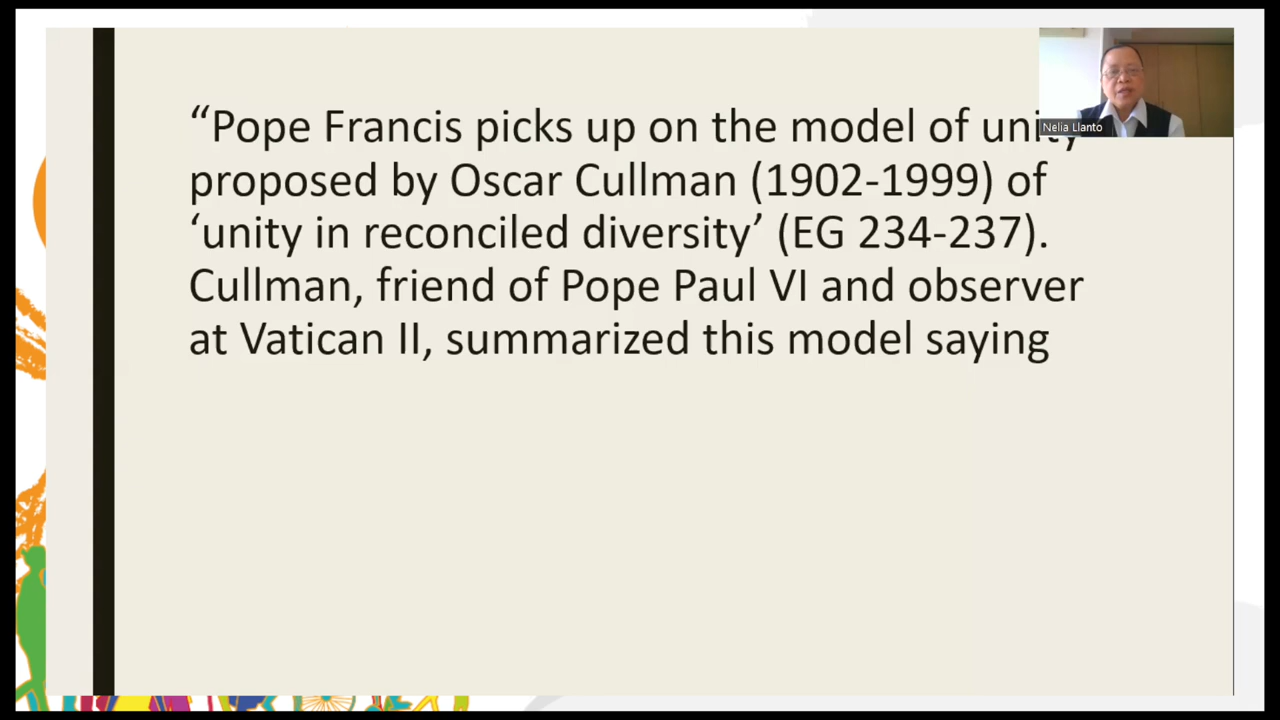 “Pope Francis picks up on the model of unity
proposed by Oscar Cullman (1902-1999) of
‘unity in reconciled diversity’ (EG 234-237).
Cullman, friend of Pope Paul VI and observer
at Vatican II, summarized this model saying
Nelia Llanto